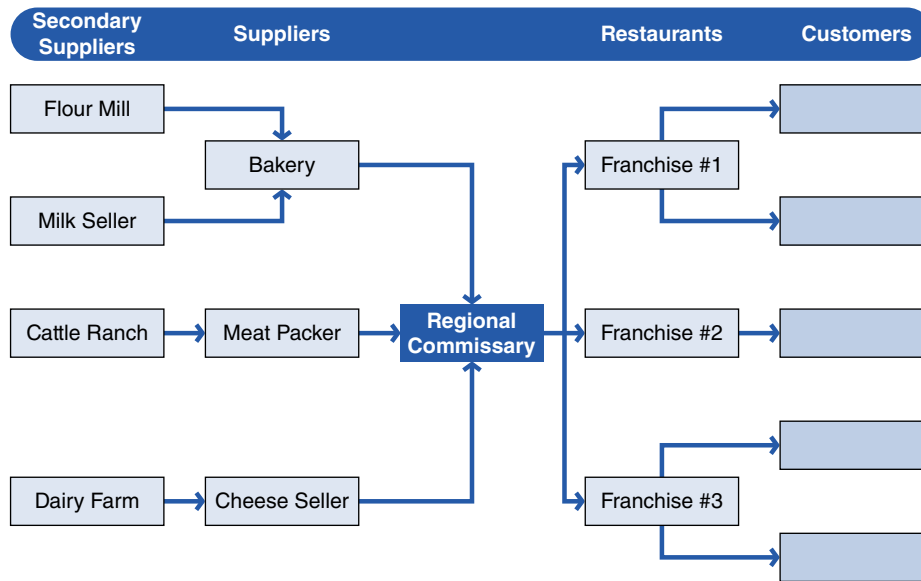 Secondary
Suppliers
Suppliers
Restaurants
Customers
Flour Mill
Bakery
Franchise #1
Milk Seller
Cattle Ranch
Meat Packer
Regional
Commissary
Franchise #2
Dairy Farm
Cheese Seller
Franchise #3